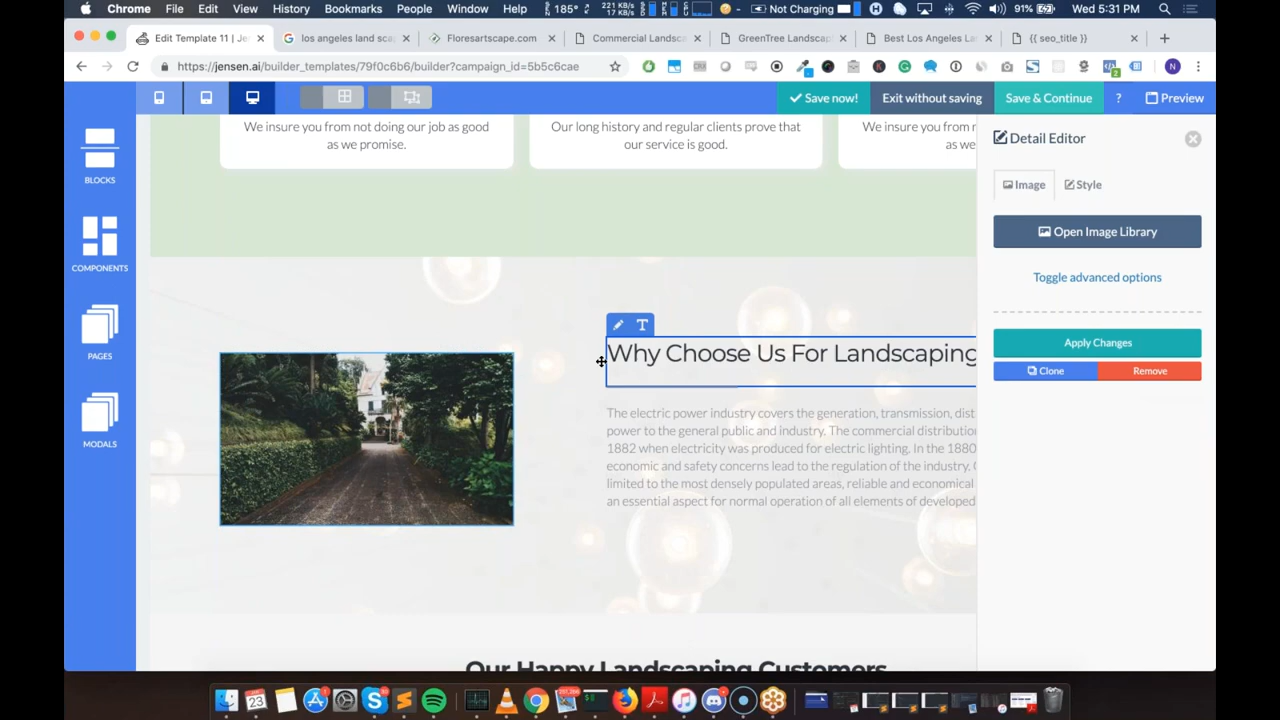 Chrome File Edit View History Bookmarks People Window Help 185° 221 KB/s 17 KB/s Not Charging 91% Wed 5:31 PM
Edit Template 11 | Je
los angeles land sca
Floresartscape.com
Commercial Landsca
GreenTree Landscap
Best Los Angeles La
{{ seo_title }}
https://jensen.ai/builder_templates/79f0c6b6/builder?campaign_id=5b5c6cae
Save now! Exit without saving Save & Continue ? Preview
BLOCKS
COMPONENTS
PAGES
MODALS
We insure you from not doing our job as good
as we promise.
Our long history and regular clients prove that
our service is good.
We insure you from n
as we
Why Choose Us For Landscaping
The electric power industry covers the generation, transmission, dist
power to the general public and industry. The commercial distribution
1882 when electricity was produced for electric lighting. In the 1880
economic and safety concerns lead to the regulation of the industry.
limited to the most densely populated areas, reliable and economical
an essential aspect for normal operation of all elements of developed
Our Happy Landscaping Customers
Detail Editor
Image Style
Open Image Library
Toggle advanced options
Apply Changes
Clone Remove